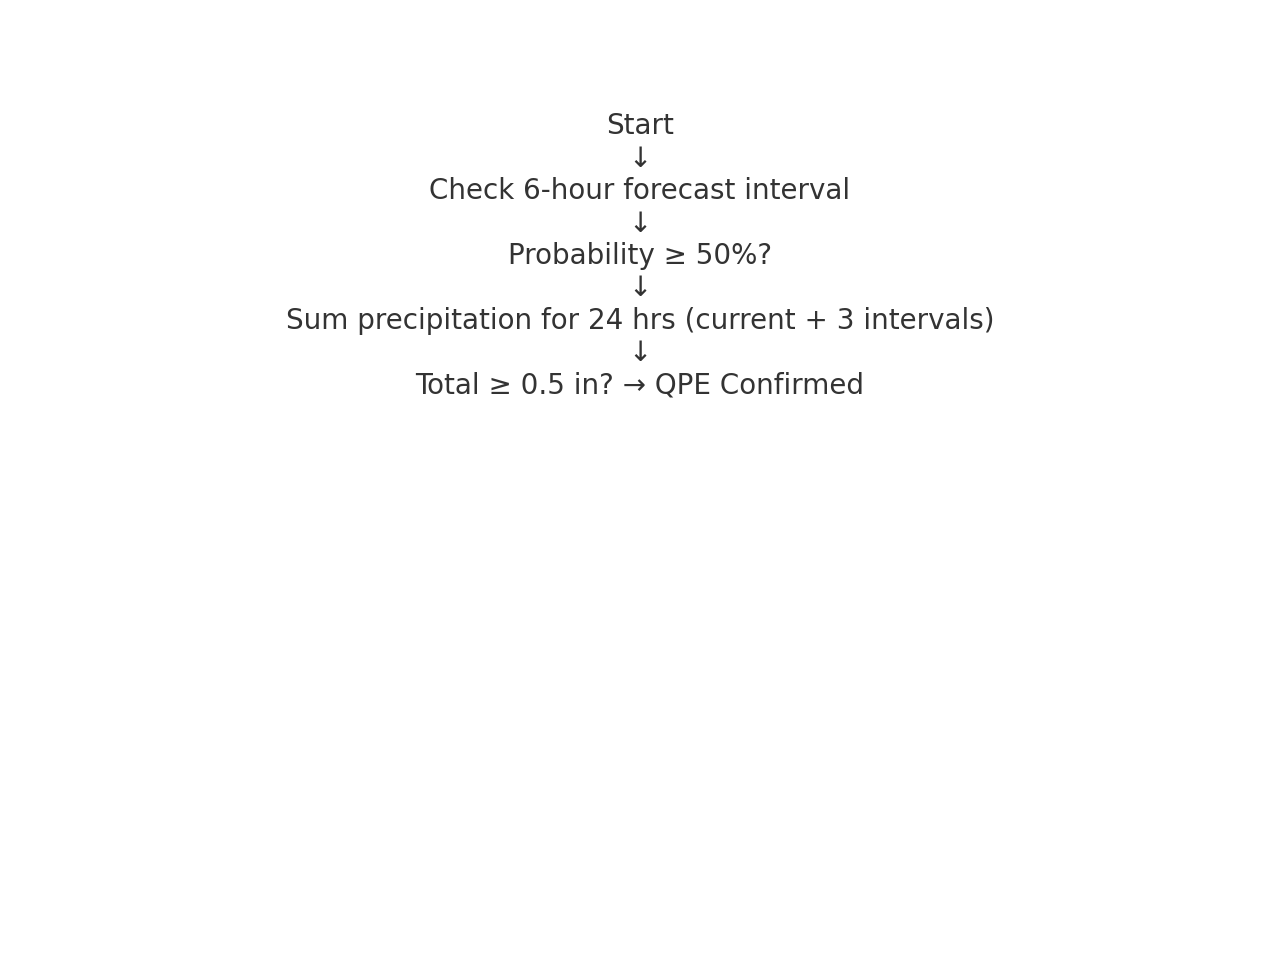 Start
↓
Check 6-hour forecast interval
↓
Probability ≥ 50%?
↓
Sum precipitation for 24 hrs (current + 3 intervals)
↓
Total ≥ 0.5 in? → QPE Confirmed